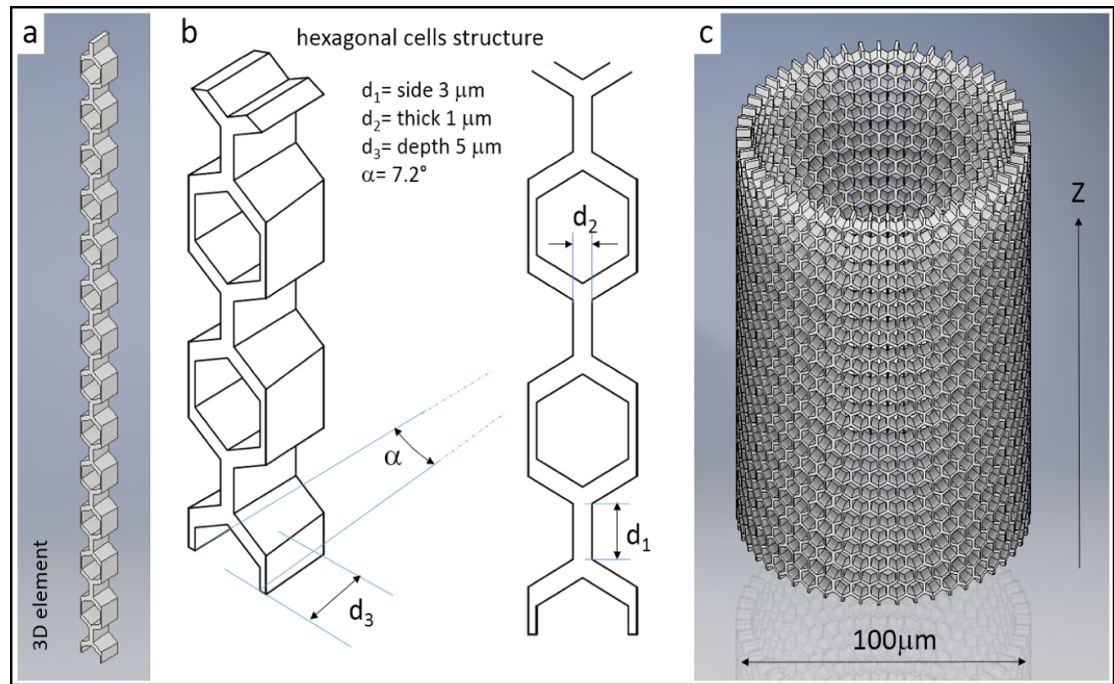 a
3D element
b
hexagonal cells structure
d₁= side 3 μm
d₂= thick 1 μm
d₃= depth 5 μm
α= 7.2°
α
d₃
d₂
d₁
c
Z
100μm